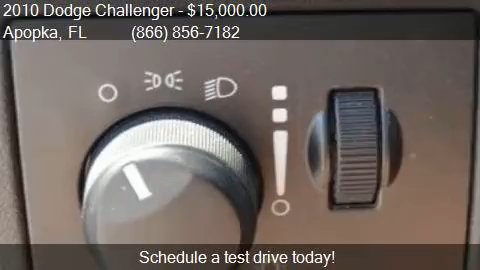 2010 Dodge Challenger - $15,000.00
Apopka, FL (866) 856-7182
Schedule a test drive today!